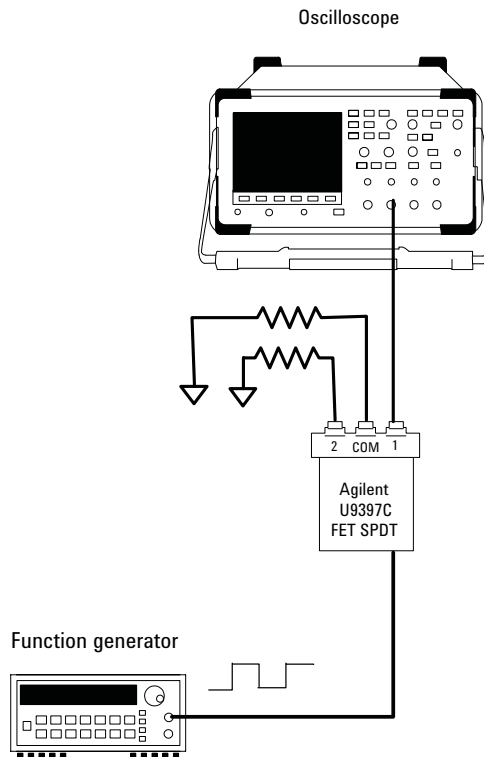 Oscilloscope
2 COM 1
Agilent
U9397C
FET SPDT
Function generator